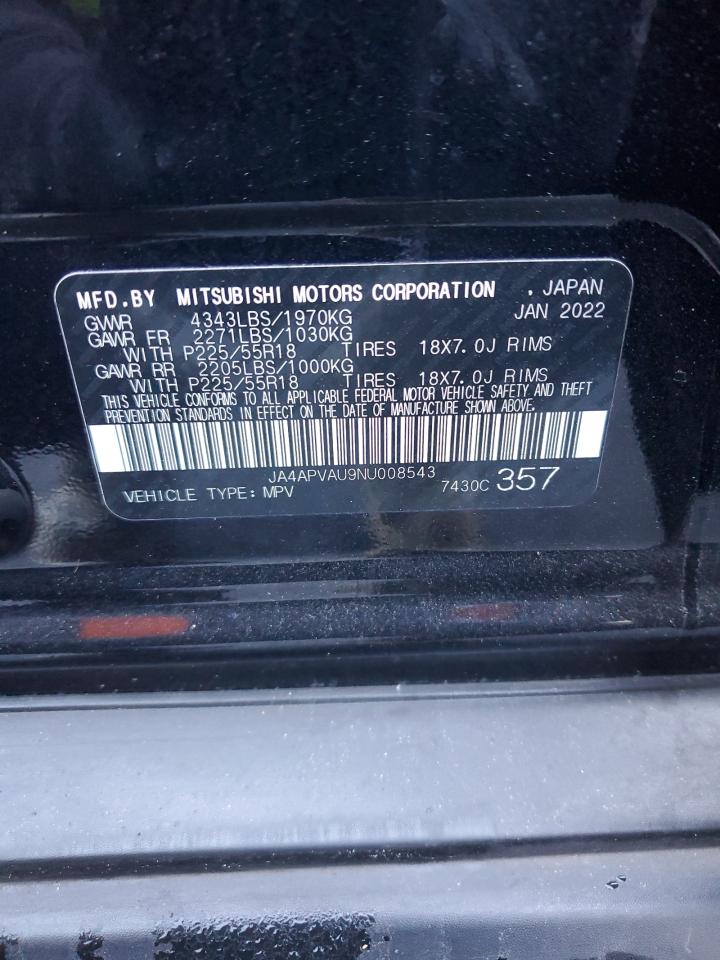 MFD.BY MITSUBISHI MOTORS CORPORATION , JAPAN
GVWR 4343LBS/1970KG JAN 2022
GAWR FR 2271LBS/1030KG
WITH P225/55R18 TIRES 18X7.0J RIMS
GAWR RR 2205LBS/1000KG
WITH P225/55R18 TIRES 18X7.0J RIMS
THIS VEHICLE CONFORMS TO ALL APPLICABLE FEDERAL MOTOR VEHICLE SAFETY AND THEFT
PREVENTION STANDARDS IN EFFECT ON THE DATE OF MANUFACTURE SHOWN ABOVE.
JA4APVAU9NU008543
VEHICLE TYPE: MPV 7430C 357